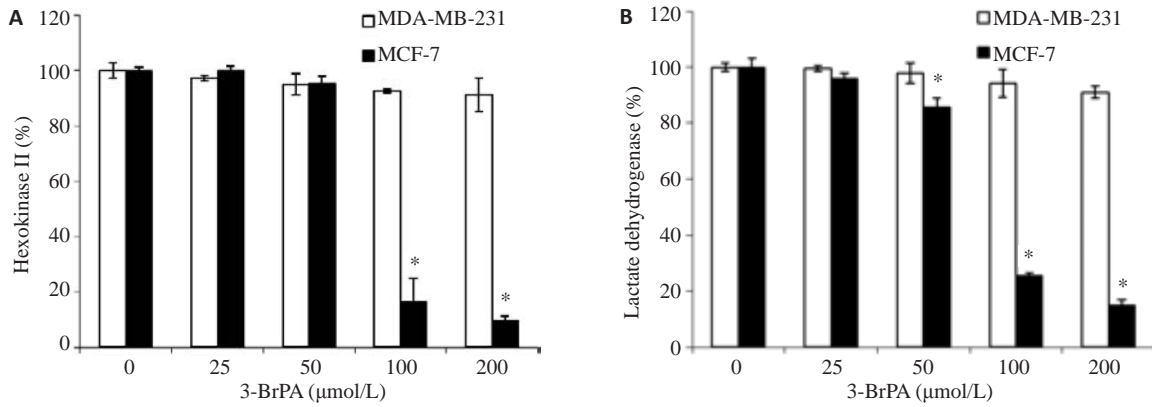 A
120
100
80
60
40
20
0
Hexokinase II (%)
MDA-MB-231
MCF-7
*
*
0 25 50 100 200
3-BrPA (μmol/L)
B
120
100
80
60
40
20
0
Lactate dehydrogenase (%)
MDA-MB-231
MCF-7
*
*
*
0 25 50 100 200
3-BrPA (μmol/L)